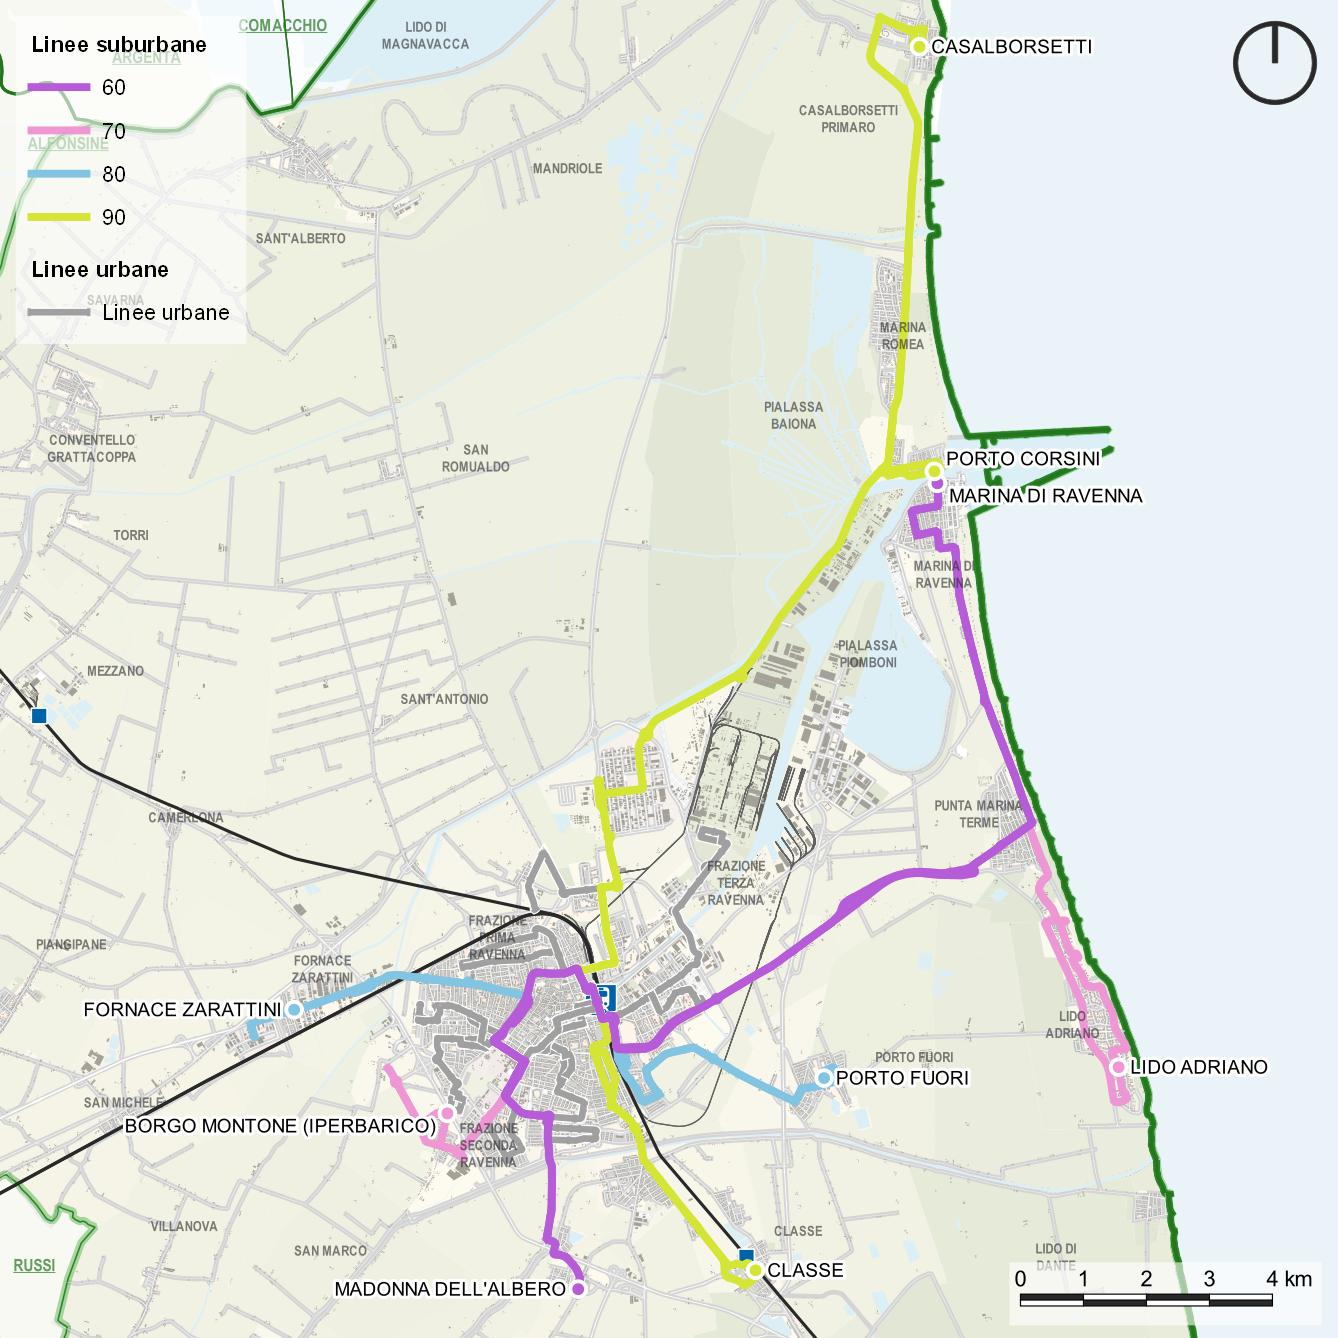 Linee suburbane
60
70
80
90
Linee urbane
Linee urbane
COMACCHIO
ARGENTA
ALFONSINE
LIDO DI
MAGNAVACCA
CASALBORSETTI
CASALBORSETTI
PRIMARO
MANDRIOLE
SANT'ALBERTO
SAVARNA
MARINA
ROMEA
PIALASSA
BAIONA
CONVENTELLO
GRATTACOPPA
SAN
ROMUALDO
PORTO CORSINI
MARINA DI RAVENNA
TORRI
MARINA DI
RAVENNA
PIALASSA
PIOMBONI
MEZZANO
SANT'ANTONIO
CAMERLONA
PUNTA MARINA
TERME
FRAZIONE
TERZA
RAVENNA
FRAZIONE
PRIMA
RAVENNA
PIANGIPANE
FORNACE
ZARATTINI
FORNACE ZARATTINI
LIDO
ADRIANO
PORTO FUORI
PORTO FUORI
LIDO ADRIANO
SAN MICHELE
BORGO MONTONE (IPERBARICO)
FRAZIONE
SECONDA
RAVENNA
VILLANOVA
SAN MARCO
CLASSE
CLASSE
LIDO DI
DANTE
RUSSI
MADONNA DELL'ALBERO
0 1 2 3 4 km